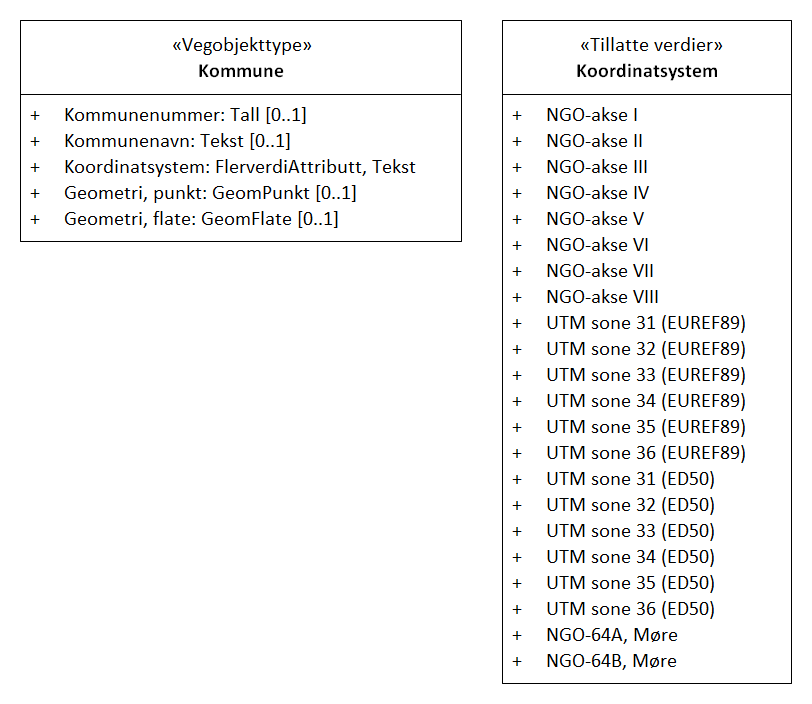 «Vegobjekttype»
Kommune
+ Kommunenummer: Tall [0..1]
+ Kommunenavn: Tekst [0..1]
+ Koordinatsystem: FlerverdiAttributt, Tekst
+ Geometri, punkt: GeomPunkt [0..1]
+ Geometri, flate: GeomFlate [0..1]
«Tillatte verdier»
Koordinatsystem
+ NGO-akse I
+ NGO-akse II
+ NGO-akse III
+ NGO-akse IV
+ NGO-akse V
+ NGO-akse VI
+ NGO-akse VII
+ NGO-akse VIII
+ UTM sone 31 (EUREF89)
+ UTM sone 32 (EUREF89)
+ UTM sone 33 (EUREF89)
+ UTM sone 34 (EUREF89)
+ UTM sone 35 (EUREF89)
+ UTM sone 36 (EUREF89)
+ UTM sone 31 (ED50)
+ UTM sone 32 (ED50)
+ UTM sone 33 (ED50)
+ UTM sone 34 (ED50)
+ UTM sone 35 (ED50)
+ UTM sone 36 (ED50)
+ NGO-64A, Møre
+ NGO-64B, Møre